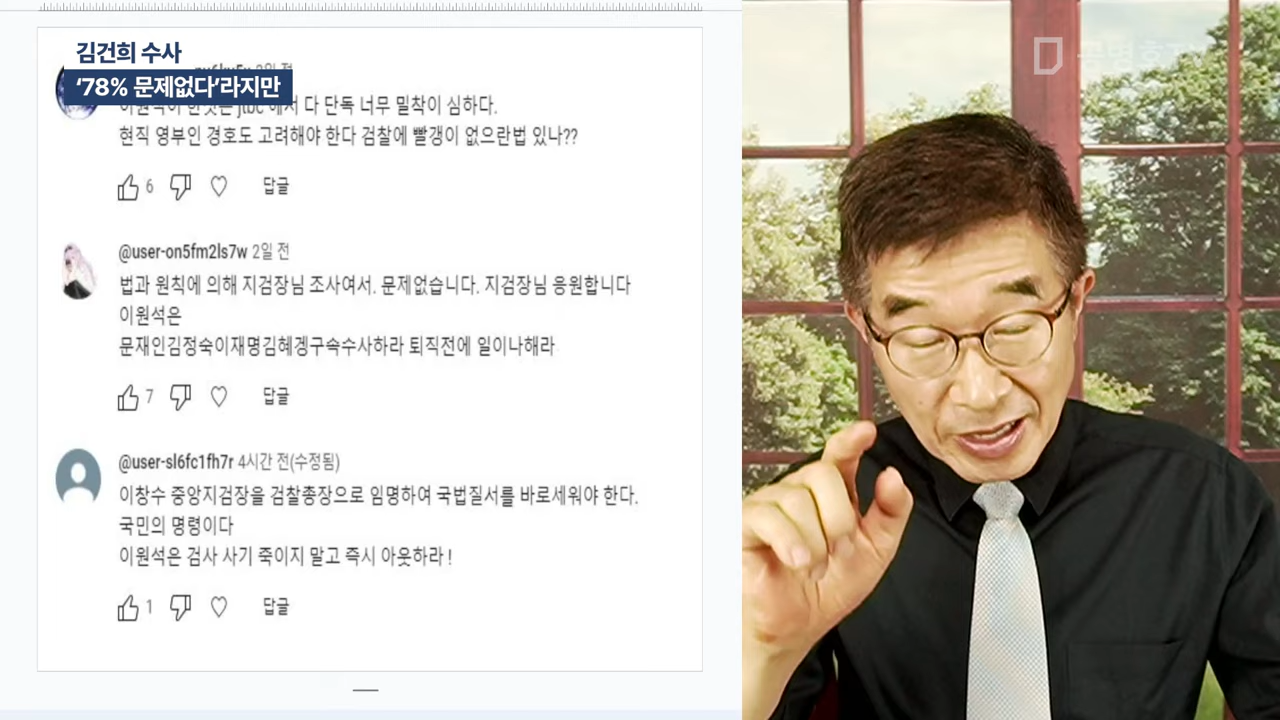 김건희 수사
‘78% 문제없다’라지만
2일 전
다 단독 너무 밀착이 심하다.
현직 영부인 경호도 고려해야 한다 검찰에 빨갱이 없으란법 있나??
6
답글
@user-on5fm2ls7w 2일 전
법과 원칙에 의해 지검장님 조사여서. 문제없습니다. 지검장님 응원합니다
이원석은
문재인김정숙이재명김혜겡구속수사하라 퇴직전에 일이나해라
7
답글
@user-sl6fc1fh7r 4시간 전(수정됨)
이창수 중앙지검장을 검찰총장으로 임명하여 국법질서를 바로세워야 한다.
국민의 명령이다
이원석은 검사 사기 죽이지 말고 즉시 아웃하라 !
1
답글